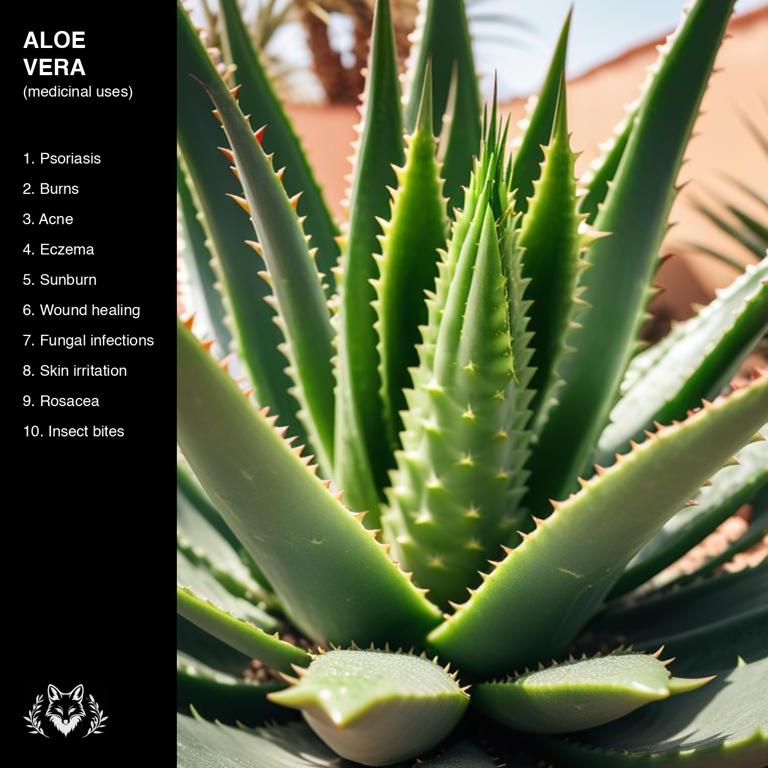 ALOE
VERA
(medicinal uses)
1. Psoriasis
2. Burns
3. Acne
4. Eczema
5. Sunburn
6. Wound healing
7. Fungal infections
8. Skin irritation
9. Rosacea
10. Insect bites